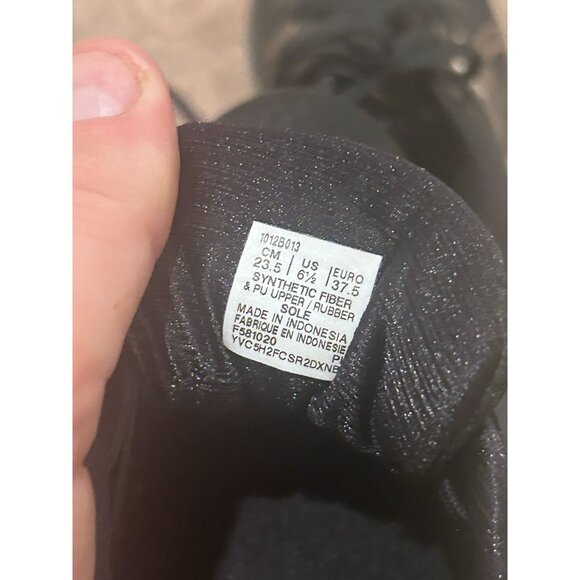 1012B013
CM | US | EURO
23.5 | 6½ | 37.5
SYNTHETIC FIBER
& PU UPPER / RUBBER
SOLE
MADE IN INDONESIA
FABRIQUE EN INDONESIE
F581020
YVC5H2FCSR2DXNE